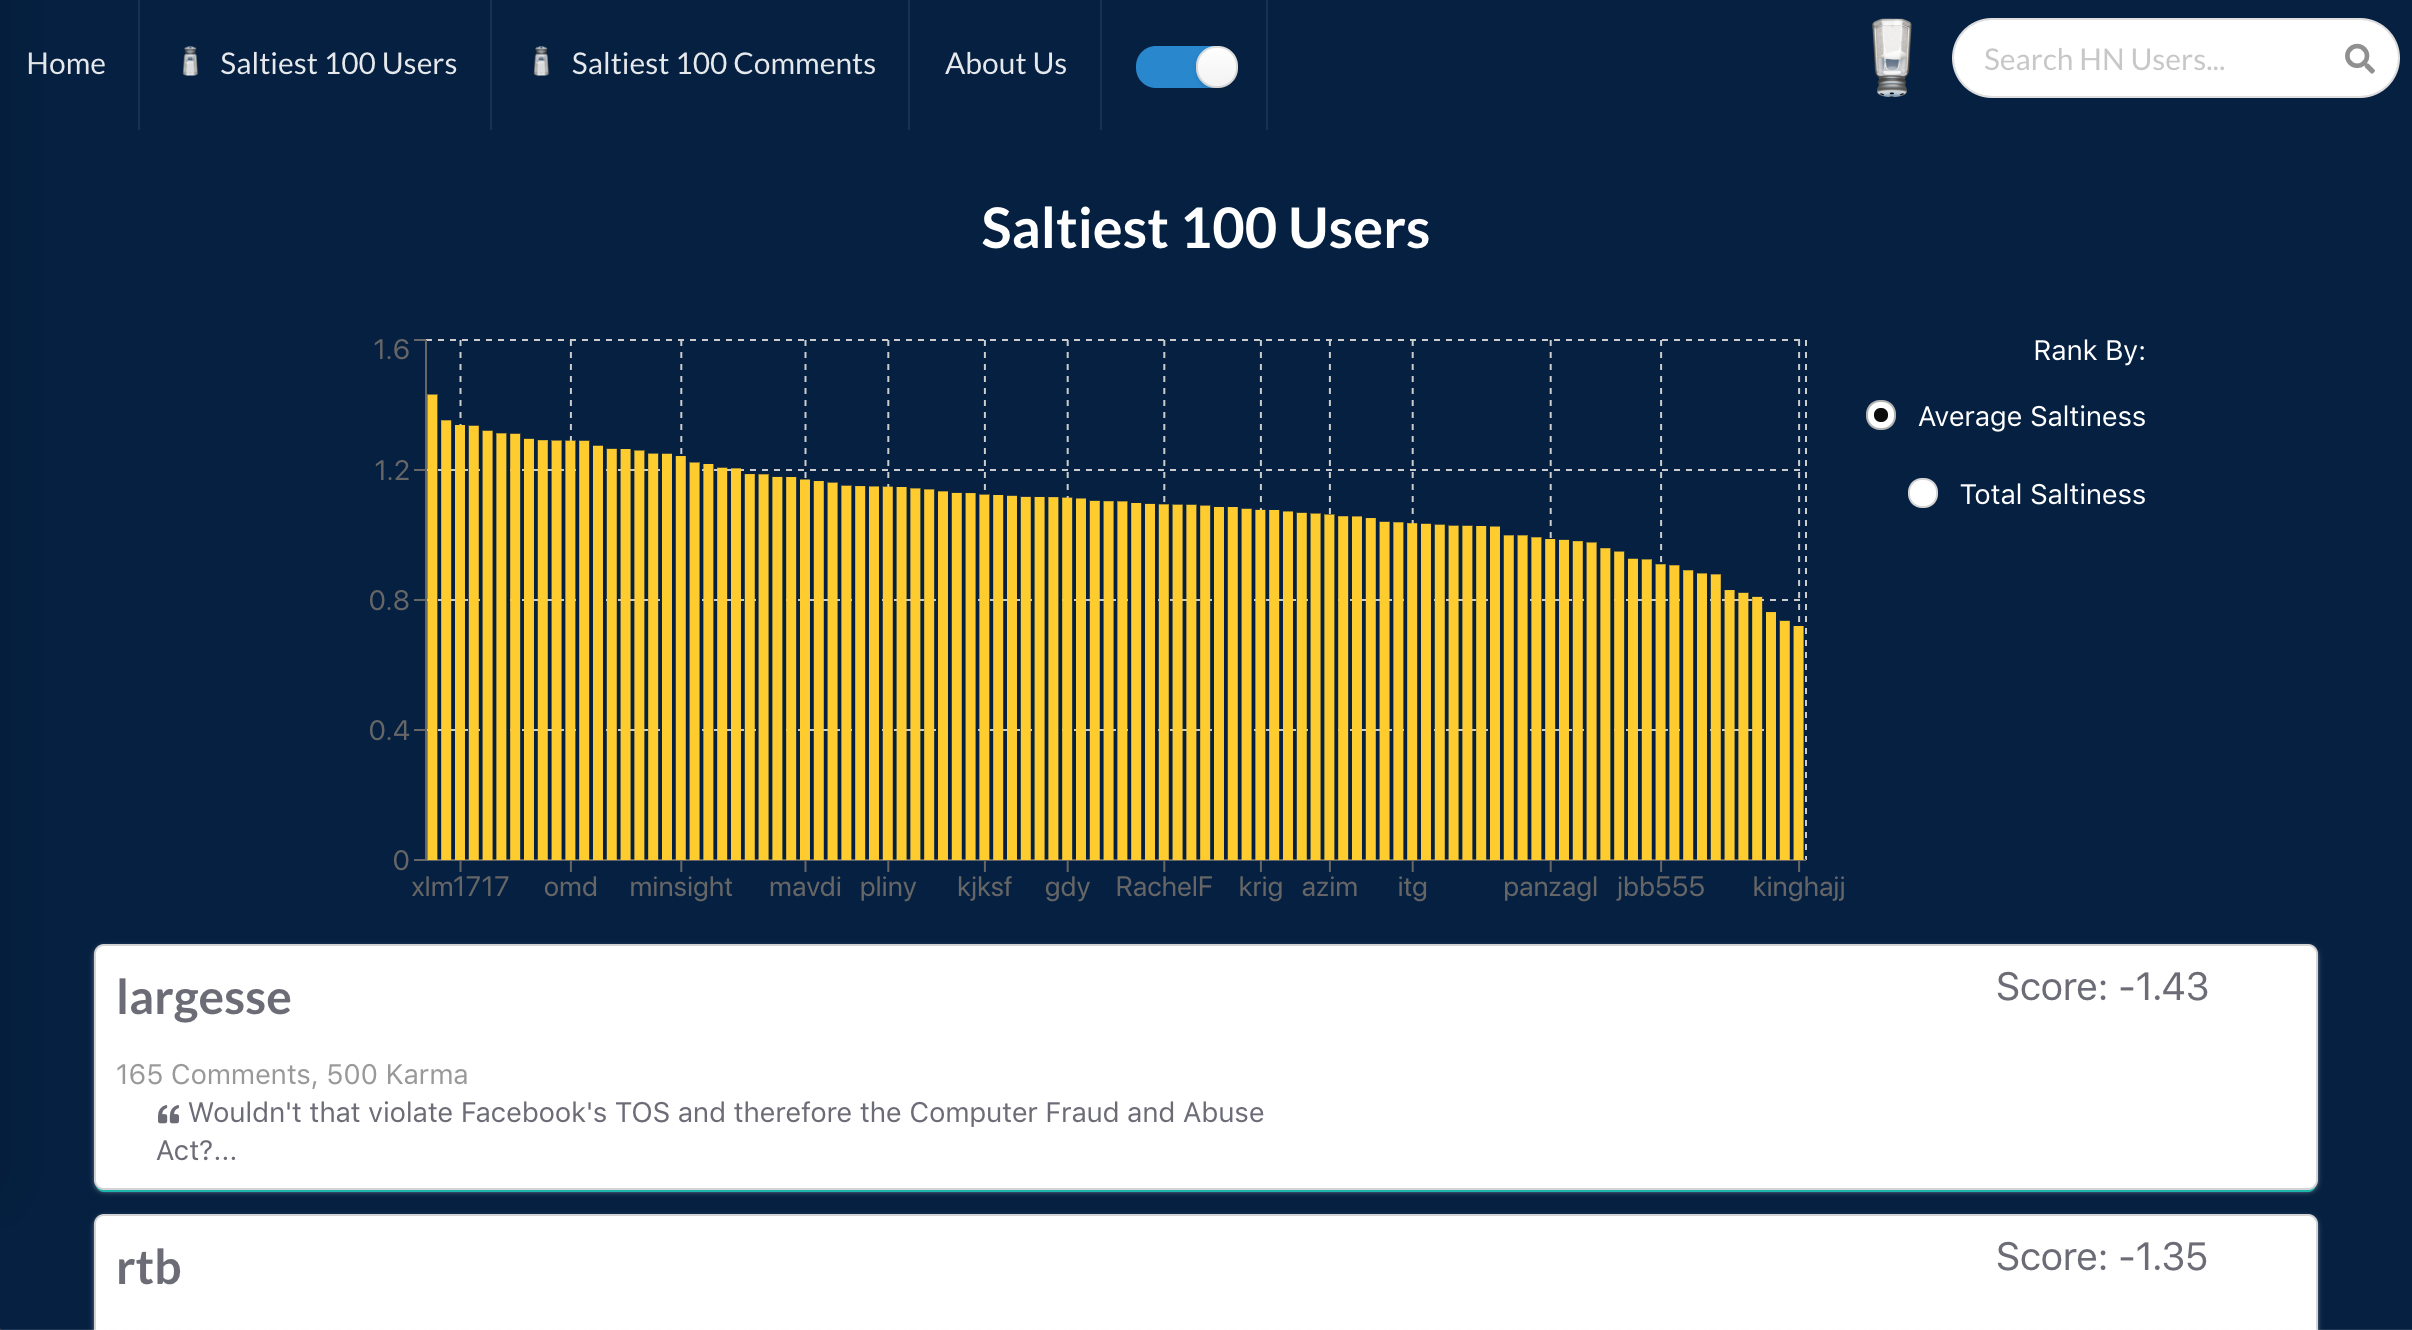 Home
Saltiest 100 Users
Saltiest 100 Comments
About Us
Search HN Users...
Saltiest 100 Users
1.6
1.2
0.8
0.4
0
xlm1717 omd minsight mavdi pliny kjksf gdy RachelF krig azim itg panzagl jbb555 kinghajj
Rank By:
Average Saltiness
Total Saltiness
largesse
Score: -1.43
165 Comments, 500 Karma
❝ Wouldn't that violate Facebook's TOS and therefore the Computer Fraud and Abuse
Act?...
rtb
Score: -1.35